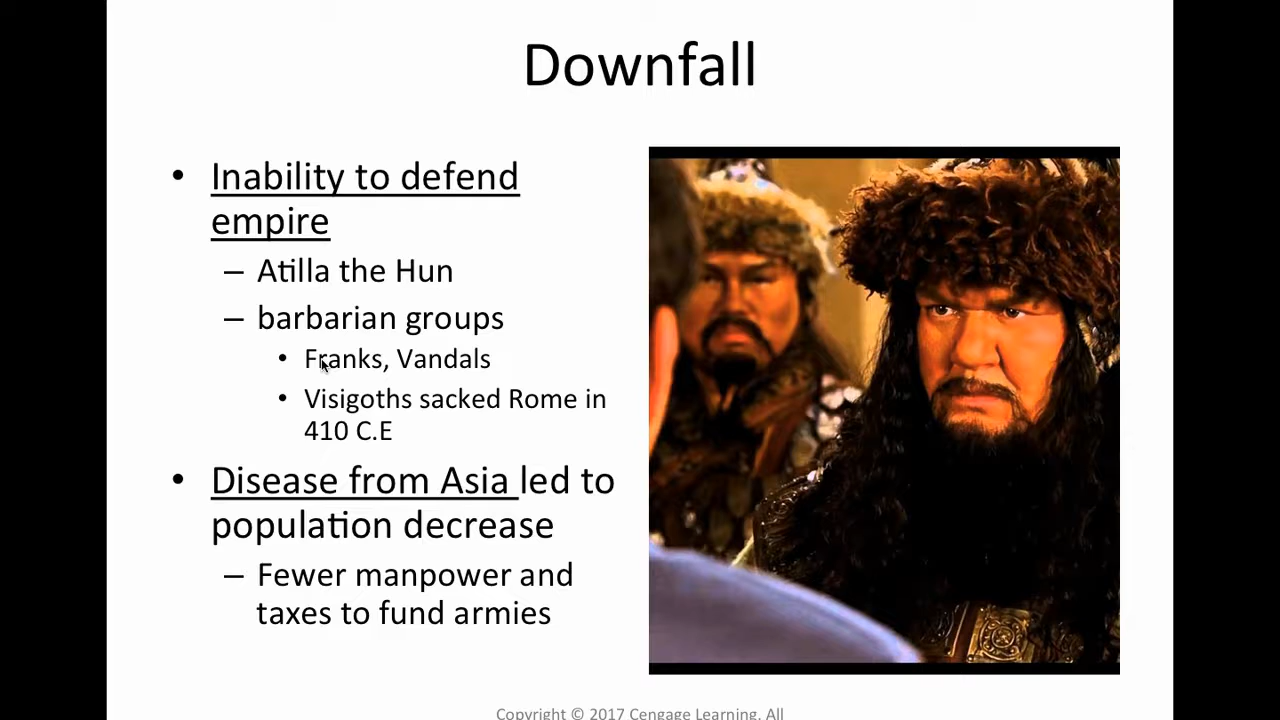 Downfall
• Inability to defend
empire
– Atilla the Hun
– barbarian groups
• Franks, Vandals
• Visigoths sacked Rome in
410 C.E
• Disease from Asia led to
population decrease
– Fewer manpower and
taxes to fund armies
Copyright © 2017 Cengage Learning. All